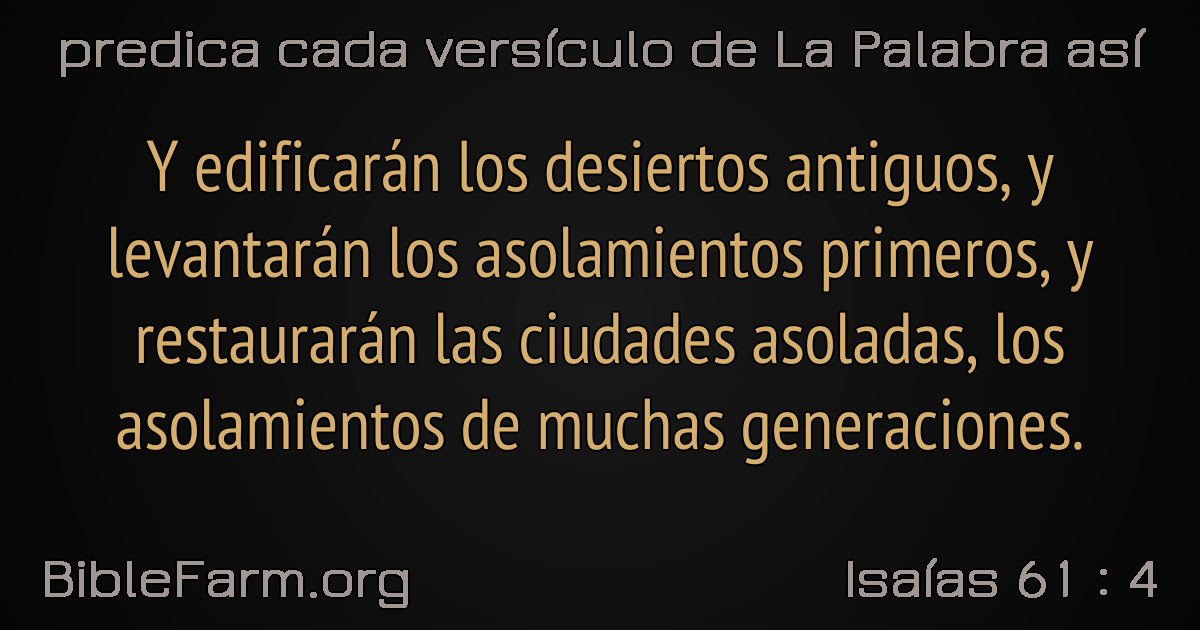 predica cada versículo de La Palabra así
Y edificarán los desiertos antiguos, y
levantarán los asolamientos primeros, y
restaurarán las ciudades asoladas, los
asolamientos de muchas generaciones.
BibleFarm.org
Isaías 61 : 4